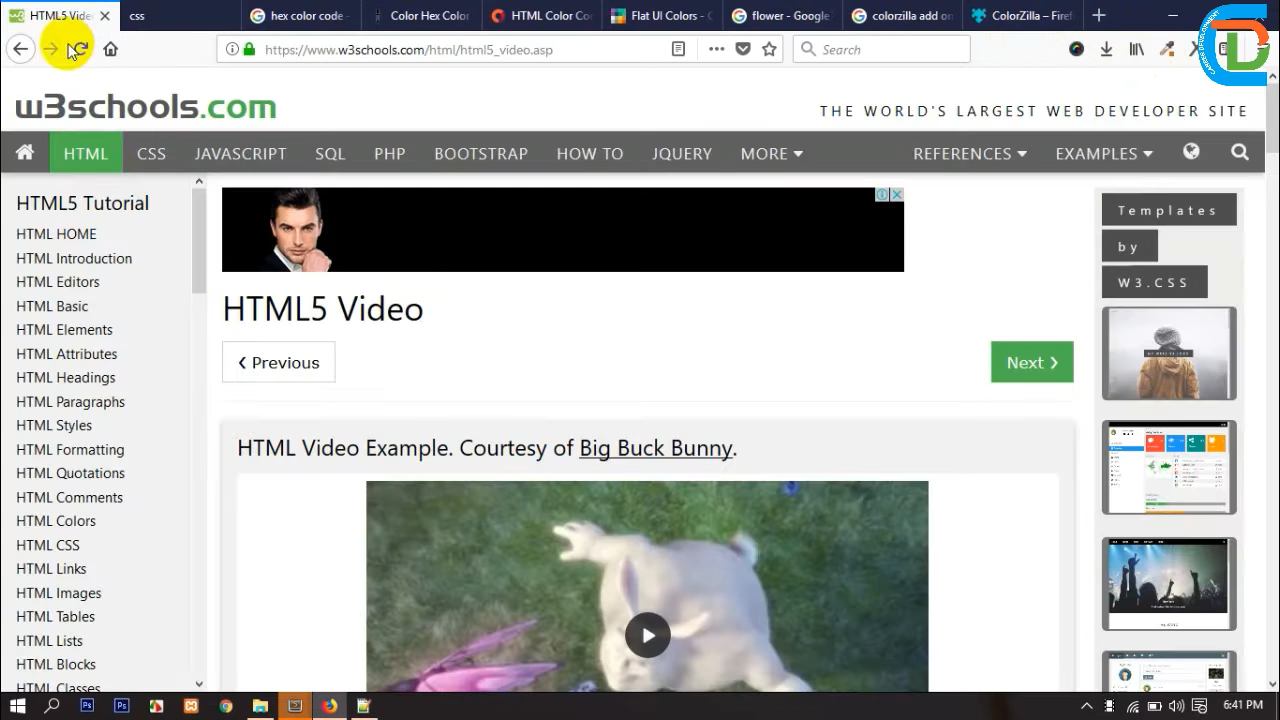 HTML5 Vide
css
hex color code
Color Hex Color
HTML Color Co
Flat UI Colors -
flower - Google
colorzilla add on
ColorZilla – Firef
https://www.w3schools.com/html/html5_video.asp
Search
w3schools.com
THE WORLD'S LARGEST WEB DEVELOPER SITE
HTML CSS JAVASCRIPT SQL PHP BOOTSTRAP HOW TO JQUERY MORE REFERENCES EXAMPLES
HTML5 Tutorial
HTML HOME
HTML Introduction
HTML Editors
HTML Basic
HTML Elements
HTML Attributes
HTML Headings
HTML Paragraphs
HTML Styles
HTML Formatting
HTML Quotations
HTML Comments
HTML Colors
HTML CSS
HTML Links
HTML Images
HTML Tables
HTML Lists
HTML Blocks
HTML Classes
HTML5 Video
Previous
Next
HTML Video Example. Courtesy of Big Buck Bunny.
Templates
by
W3.CSS
6:41 PM